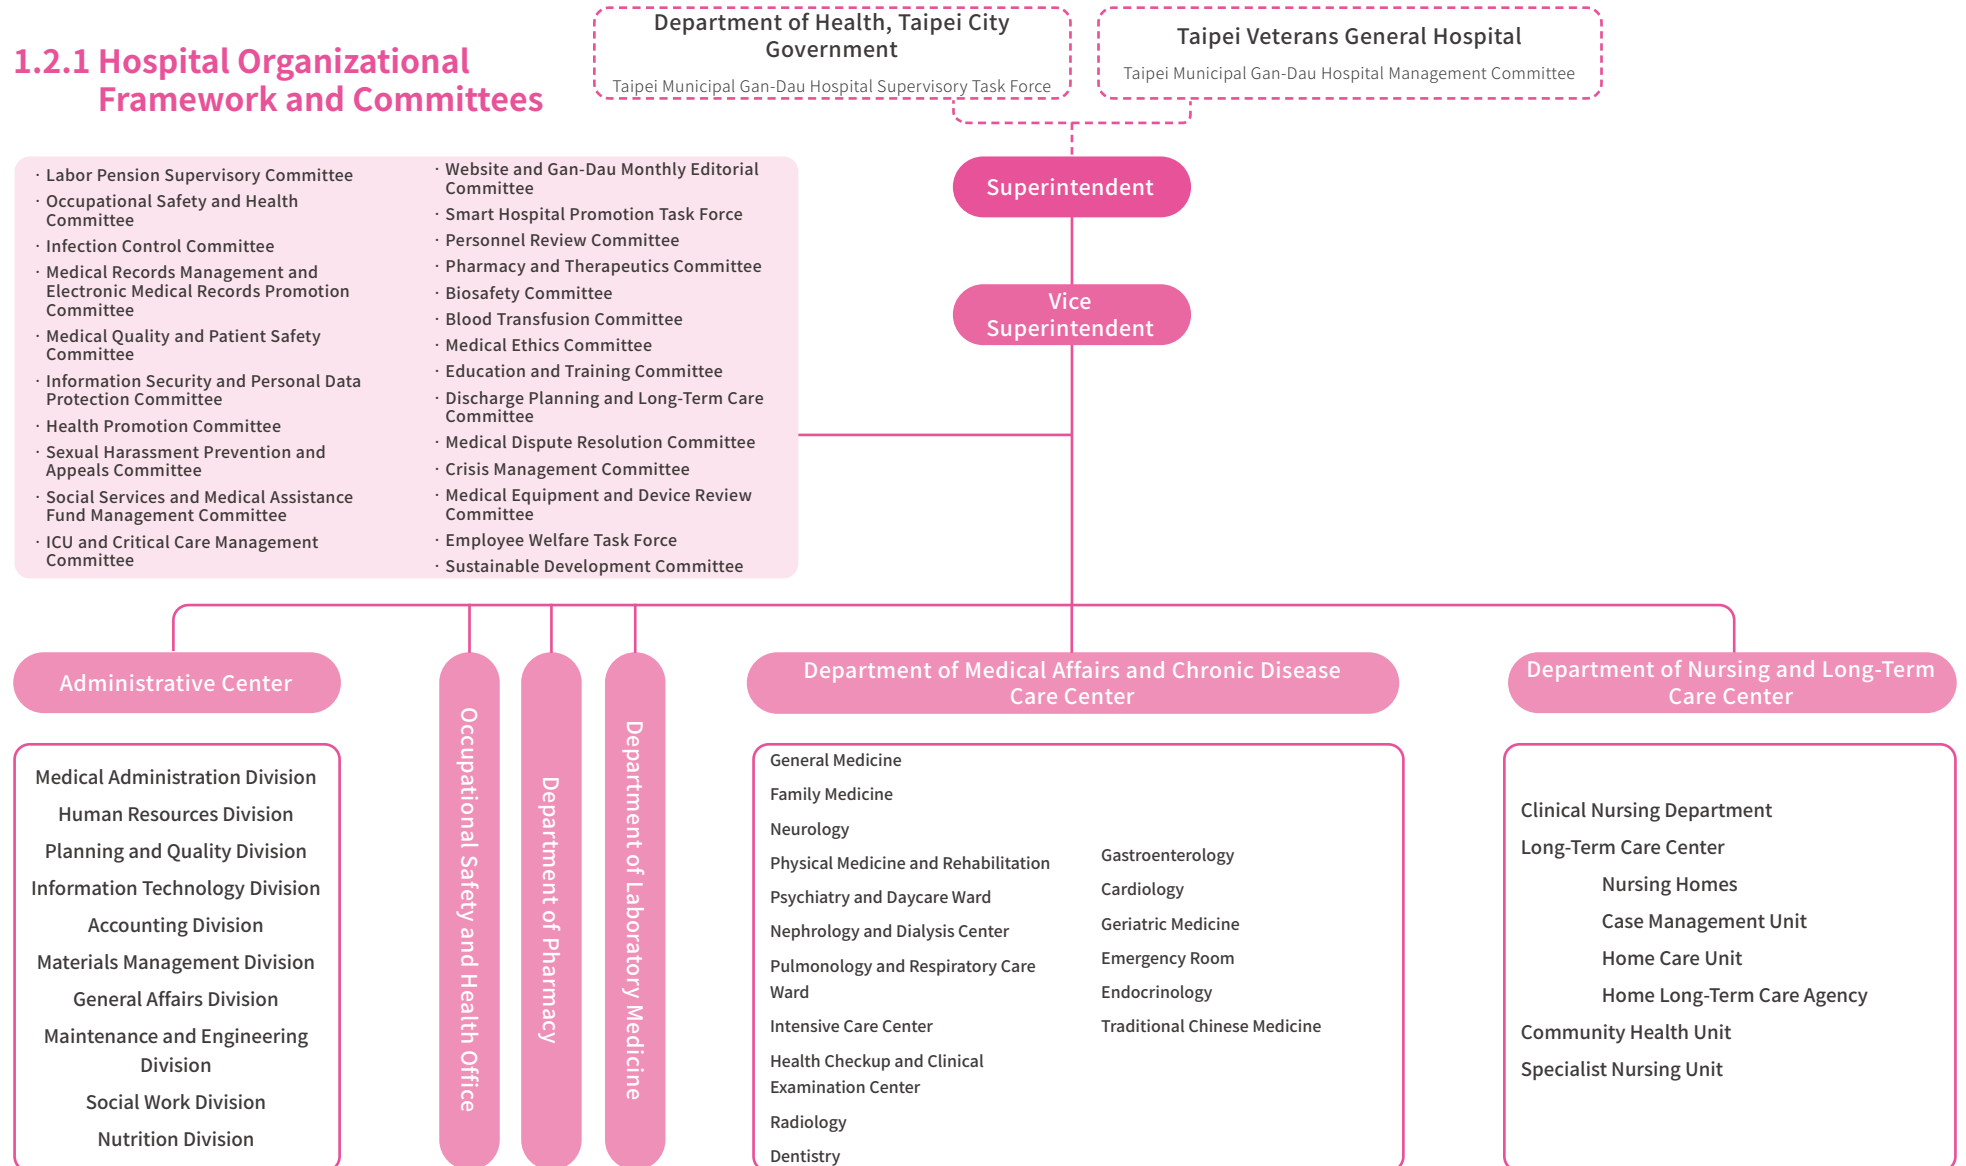 1.2.1 Hospital Organizational
Framework and Committees
Department of Health, Taipei City
Government
Taipei Municipal Gan-Dau Hospital Supervisory Task Force
Taipei Veterans General Hospital
Taipei Municipal Gan-Dau Hospital Management Committee
Superintendent
Vice
Superintendent
· Labor Pension Supervisory Committee
· Occupational Safety and Health
Committee
· Infection Control Committee
· Medical Records Management and
Electronic Medical Records Promotion
Committee
· Medical Quality and Patient Safety
Committee
· Information Security and Personal Data
Protection Committee
· Health Promotion Committee
· Sexual Harassment Prevention and
Appeals Committee
· Social Services and Medical Assistance
Fund Management Committee
· ICU and Critical Care Management
Committee
· Website and Gan-Dau Monthly Editorial
Committee
· Smart Hospital Promotion Task Force
· Personnel Review Committee
· Pharmacy and Therapeutics Committee
· Biosafety Committee
· Blood Transfusion Committee
· Medical Ethics Committee
· Education and Training Committee
· Discharge Planning and Long-Term Care
Committee
· Medical Dispute Resolution Committee
· Crisis Management Committee
· Medical Equipment and Device Review
Committee
· Employee Welfare Task Force
· Sustainable Development Committee
Administrative Center
Medical Administration Division
Human Resources Division
Planning and Quality Division
Information Technology Division
Accounting Division
Materials Management Division
General Affairs Division
Maintenance and Engineering
Division
Social Work Division
Nutrition Division
Occupational Safety and Health Office
Department of Pharmacy
Department of Laboratory Medicine
Department of Medical Affairs and Chronic Disease
Care Center
General Medicine
Family Medicine
Neurology
Physical Medicine and Rehabilitation
Psychiatry and Daycare Ward
Nephrology and Dialysis Center
Pulmonology and Respiratory Care
Ward
Intensive Care Center
Health Checkup and Clinical
Examination Center
Radiology
Dentistry
Gastroenterology
Cardiology
Geriatric Medicine
Emergency Room
Endocrinology
Traditional Chinese Medicine
Department of Nursing and Long-Term
Care Center
Clinical Nursing Department
Long-Term Care Center
Nursing Homes
Case Management Unit
Home Care Unit
Home Long-Term Care Agency
Community Health Unit
Specialist Nursing Unit